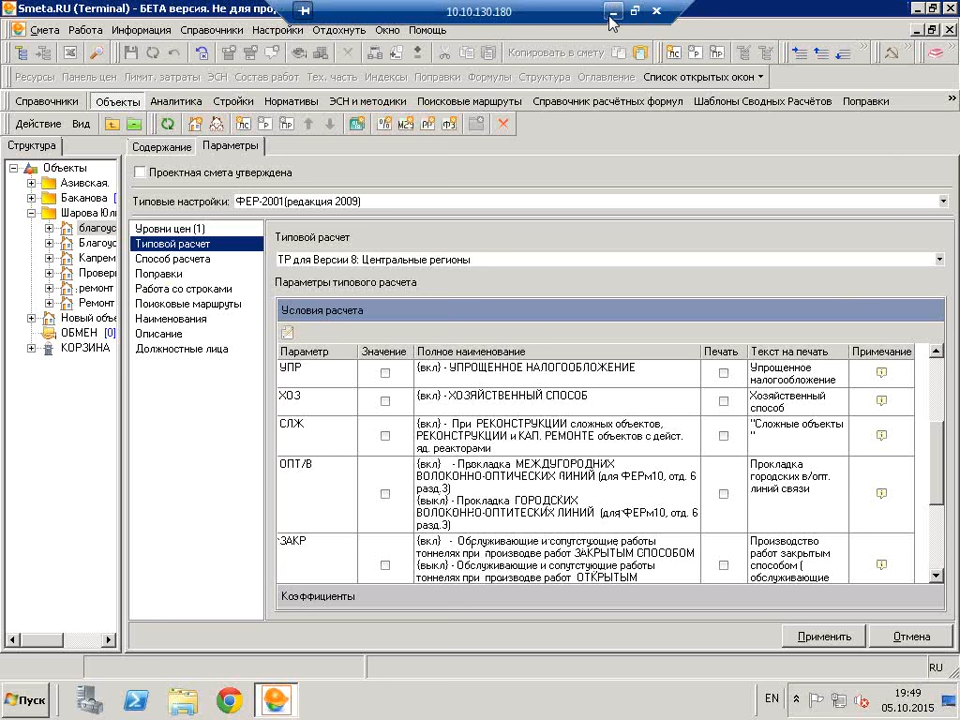 Smeta.RU (Terminal) - БЕТА версия. Не для про
10.10.130.180
Смета Работа Информация Справочники Настройки Отдохнуть Окно Помощь
Копировать в смету
Ресурсы Панель цен Лимит. затраты ЭСН Состав работ Тех. часть Индексы Поправки Формулы Структура Оглавление Список открытых окон
Справочники Объекты Аналитика Стройки Нормативы ЭСН и методики Поисковые маршруты Справочник расчётных формул Шаблоны Сводных Расчётов Поправки
Действие Вид
Структура Содержание Параметры
Объекты
Азивская.
Баканова [
Шарова Юли
благоус
Благоус
Капрем
Провер
ремонт
Ремонт
Новый объе
ОБМЕН [0]
КОРЗИНА
Проектная смета утверждена
Типовые настройки: ФЕР-2001(редакция 2009)
Уровни цен (1)
Типовой расчет
Способ расчета
Поправки
Работа со строками
Поисковые маршруты
Наименования
Описание
Должностные лица
Типовой расчет
ТР для Версии 8: Центральные регионы
Параметры типового расчета
Условия расчета
Параметр Значение Полное наименование Печать Текст на печать Примечание
УПР {вкл} - УПРОЩЕННОЕ НАЛОГООБЛОЖЕНИЕ Упрощенное
налогообложение
ХОЗ {вкл} - ХОЗЯЙСТВЕННЫЙ СПОСОБ Хозяйственный
способ
СЛЖ {вкл} - При РЕКОНСТРУКЦИИ сложных объектов,
РЕКОНСТРУКЦИИ и КАП. РЕМОНТЕ объектов с дейст.
яд. реакторами
"Сложные объекты
"
ОПТ/В {вкл} - Прокладка МЕЖДУГОРОДНИХ
ВОЛОКОННО-ОПТИЧЕСКИХ ЛИНИЙ (для ФЕРм10, отд. 6
разд.3)
{выкл} - Прокладка ГОРОДСКИХ
ВОЛОКОННО-ОПТИТЕСКИХ ЛИНИЙ (для ФЕРм10, отд. 6
разд.3)
Прокладка
городских в/опт.
линий связи
ЗАКР {вкл} - Обслуживающие и сопутстующие работы
тоннелях при производве работ ЗАКРЫТЫМ СПОСОБОМ
{выкл} - Обслуживающие и сопутстующие работы
тоннелях при производве работ ОТКРЫТЫМ
Производство
работ закрытым
способом (
обслуживающие
Коэффициенты
Применить Отмена
RU
Пуск
EN
19:49
05.10.2015